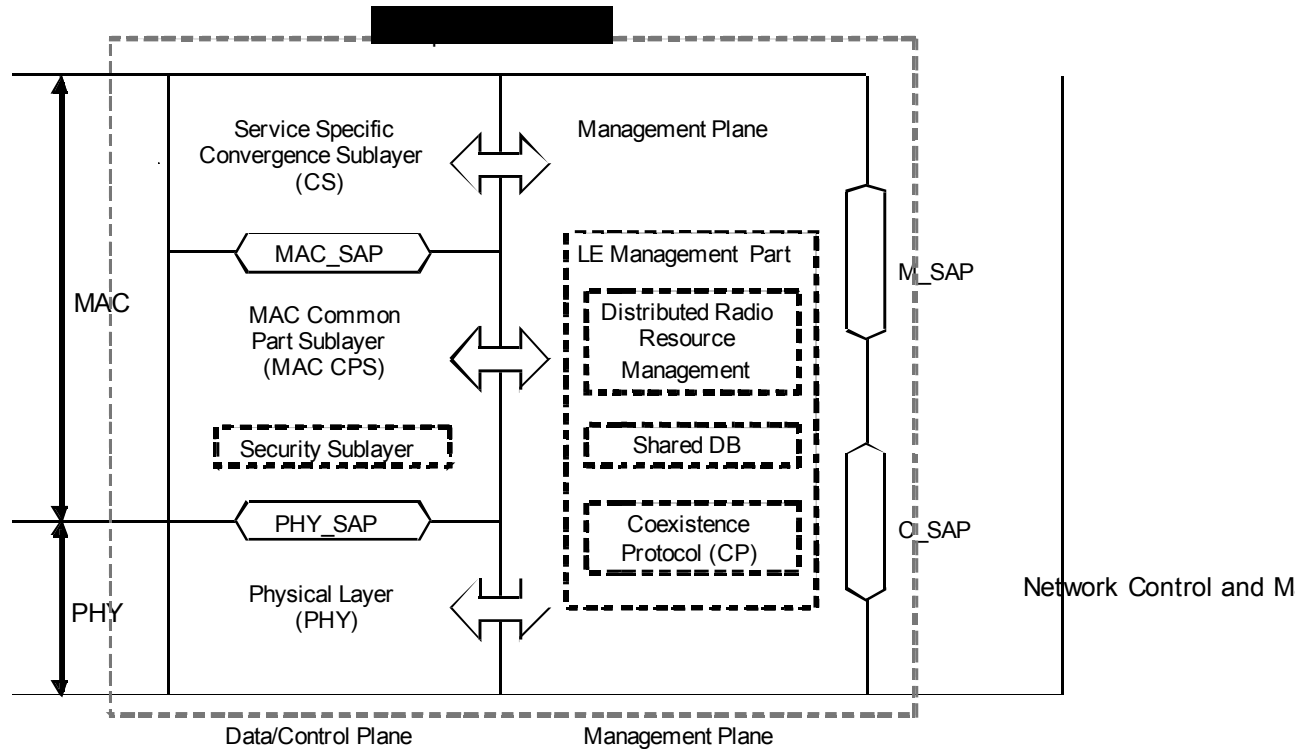 Service Specific
Convergence Sublayer
(CS)
Management Plane
MAC_SAP
LE Management Part
M_SAP
MAC
MAC Common
Part Sublayer
(MAC CPS)
Distributed Radio
Resource
Management
Security Sublayer
Shared DB
PHY_SAP
Coexistence
Protocol (CP)
C_SAP
Physical Layer
(PHY)
PHY
Network Control and M
Data/Control Plane
Management Plane